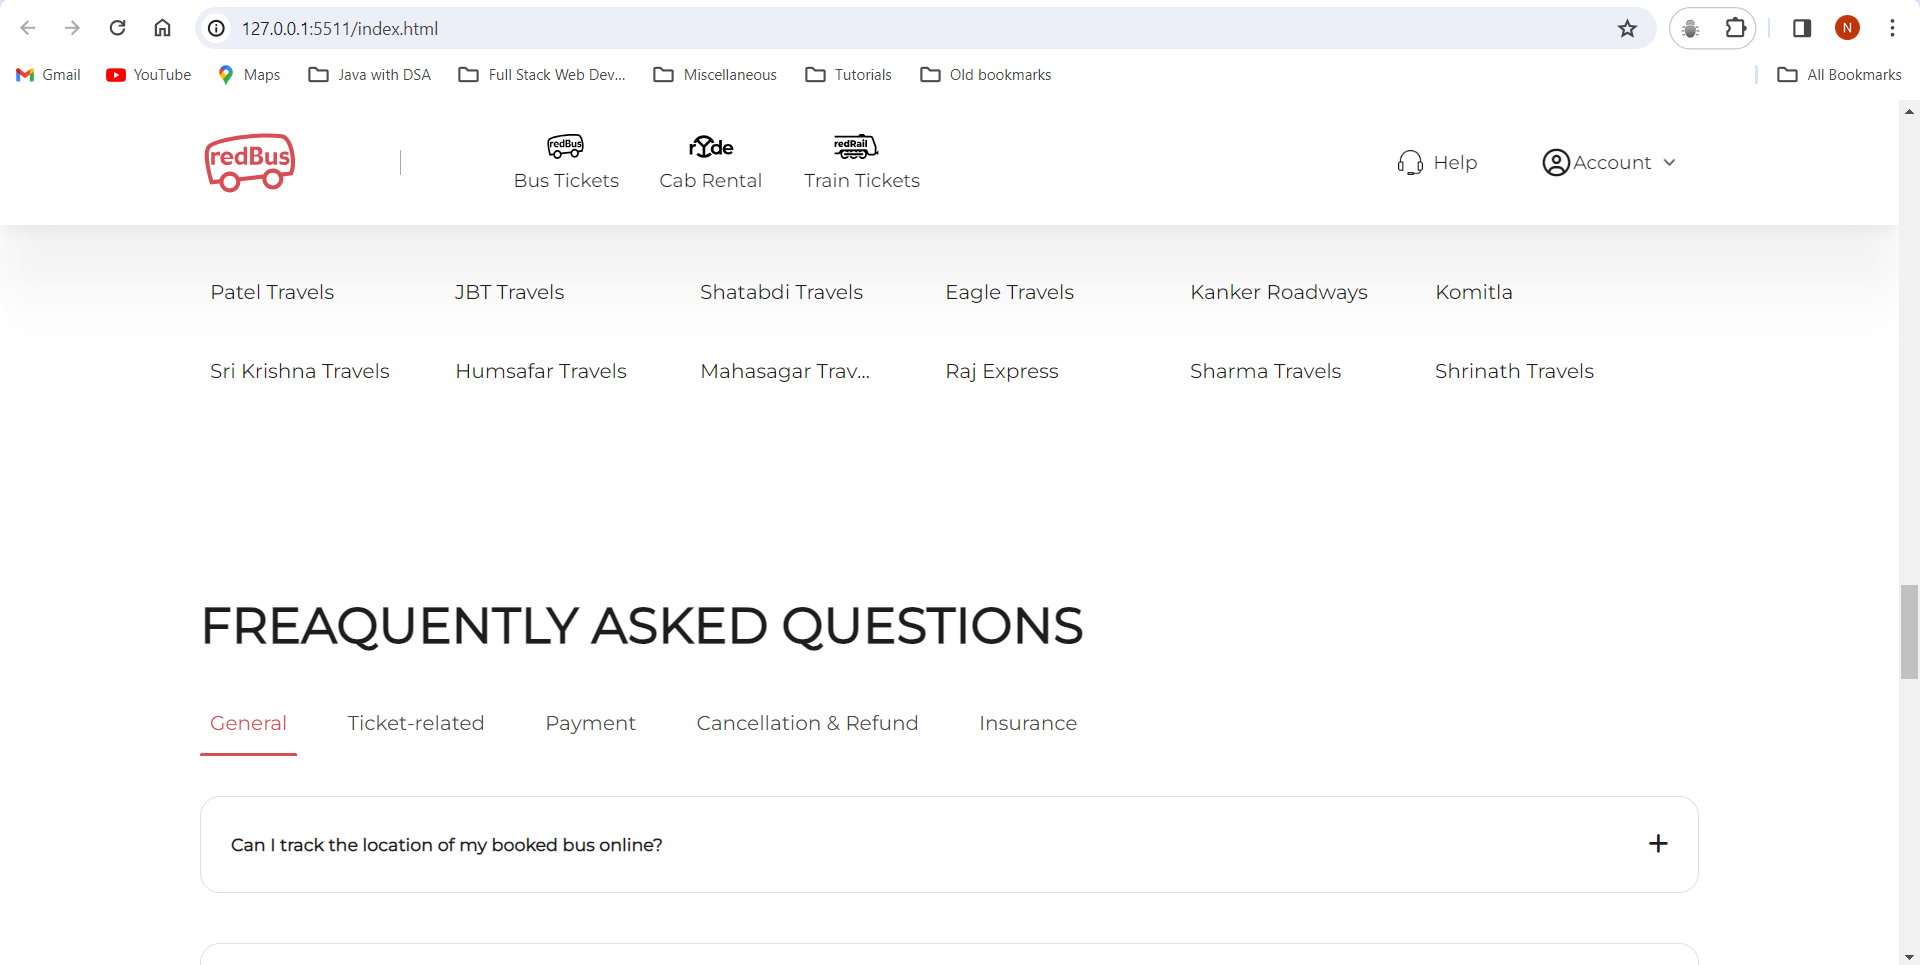 127.0.0.1:5511/index.html
N
Gmail YouTube Maps Java with DSA Full Stack Web Dev... Miscellaneous Tutorials Old bookmarks All Bookmarks
redBus
redBus rYde redRail
Bus Tickets Cab Rental Train Tickets
Help Account
Patel Travels JBT Travels Shatabdi Travels Eagle Travels Kanker Roadways Komitla
Sri Krishna Travels Humsafar Travels Mahasagar Trav... Raj Express Sharma Travels Shrinath Travels
FREAQUENTLY ASKED QUESTIONS
General Ticket-related Payment Cancellation & Refund Insurance
Can I track the location of my booked bus online? +